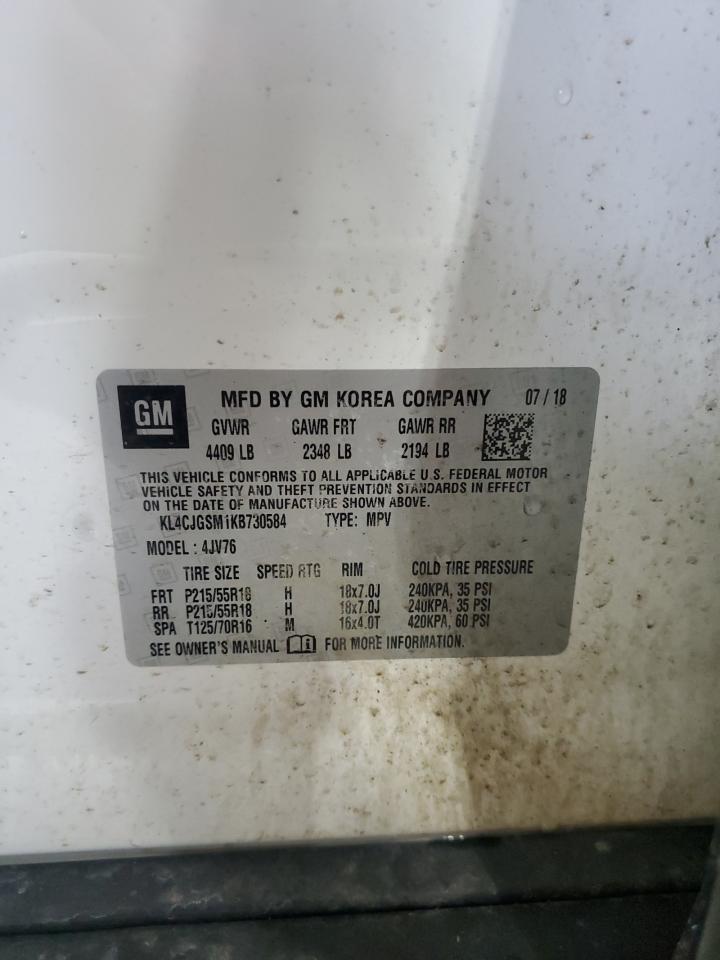 GM
MFD BY GM KOREA COMPANY 07/18
GVWR GAWR FRT GAWR RR
4409 LB 2348 LB 2194 LB
THIS VEHICLE CONFORMS TO ALL APPLICABLE U.S. FEDERAL MOTOR
VEHICLE SAFETY AND THEFT PREVENTION STANDARDS IN EFFECT
ON THE DATE OF MANUFACTURE SHOWN ABOVE.
KL4CJGSM1KB730584 TYPE: MPV
MODEL: 4JV76
TIRE SIZE SPEED RTG RIM COLD TIRE PRESSURE
FRT P215/55R18 H 18x7.0J 240KPA, 35 PSI
RR P215/55R18 H 18x7.0J 240KPA, 35 PSI
SPA T125/70R16 M 16x4.0T 420KPA, 60 PSI
SEE OWNER'S MANUAL FOR MORE INFORMATION.